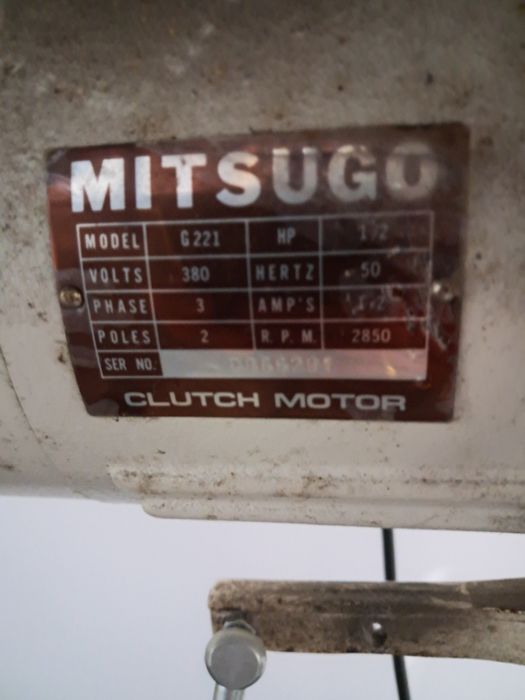 MITSUGO
MODEL G221 HP 1/2
VOLTS 380 HERTZ 50
PHASE 3 AMP'S
POLES 2 R.P.M. 2850
SER NO.
CLUTCH MOTOR